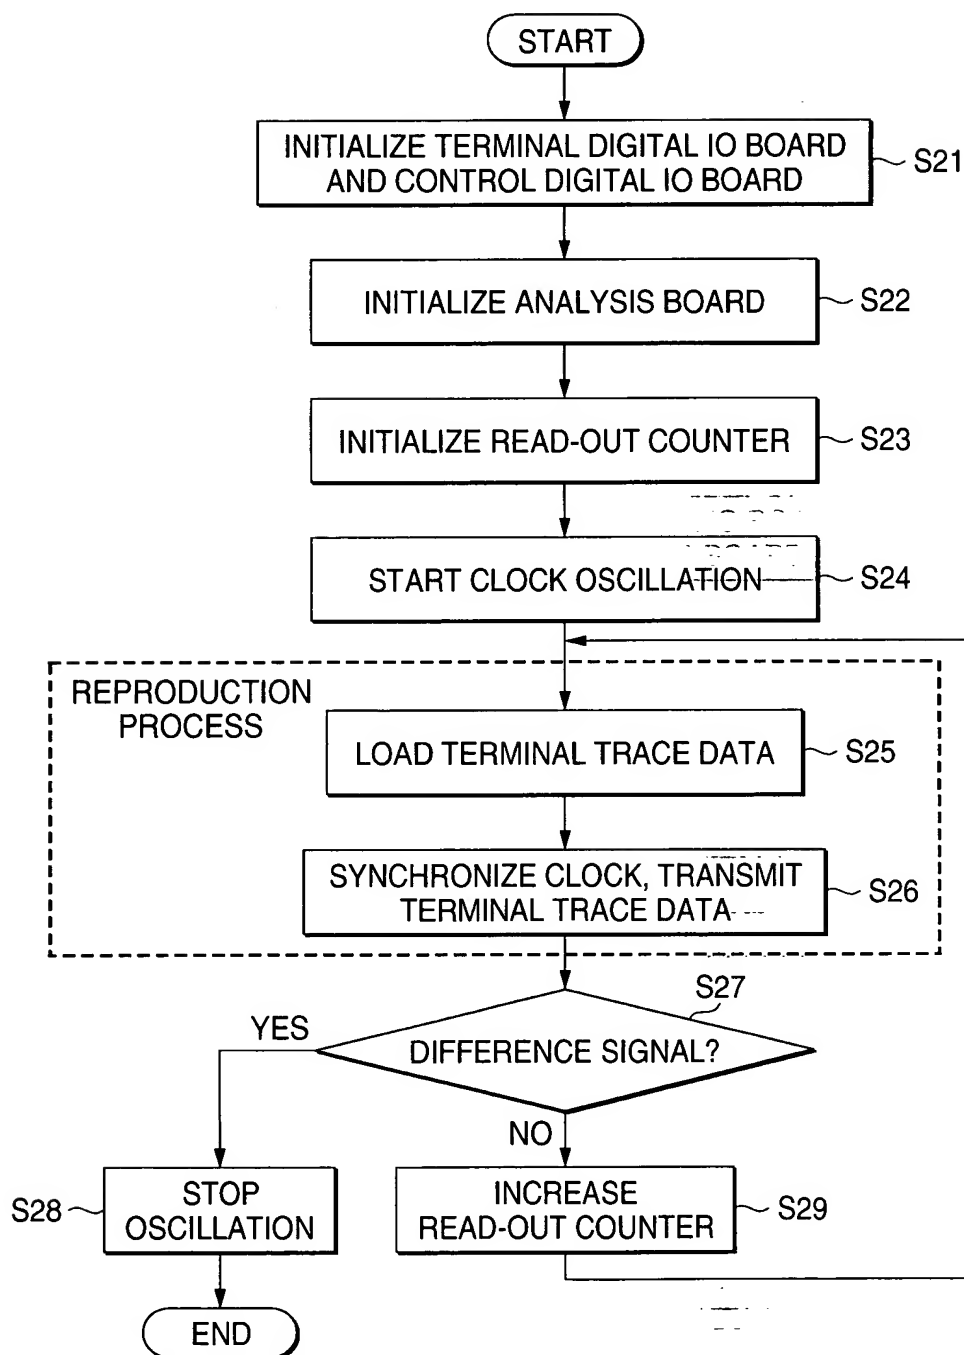 START
INITIALIZE TERMINAL DIGITAL IO BOARD
AND CONTROL DIGITAL IO BOARD
S21
INITIALIZE ANALYSIS BOARD
S22
INITIALIZE READ-OUT COUNTER
S23
START CLOCK OSCILLATION
S24
REPRODUCTION
PROCESS
LOAD TERMINAL TRACE DATA
S25
SYNCHRONIZE CLOCK, TRANSMIT
TERMINAL TRACE DATA
S26
S27
YES
DIFFERENCE SIGNAL?
NO
S28
STOP
OSCILLATION
INCREASE
READ-OUT COUNTER
S29
END